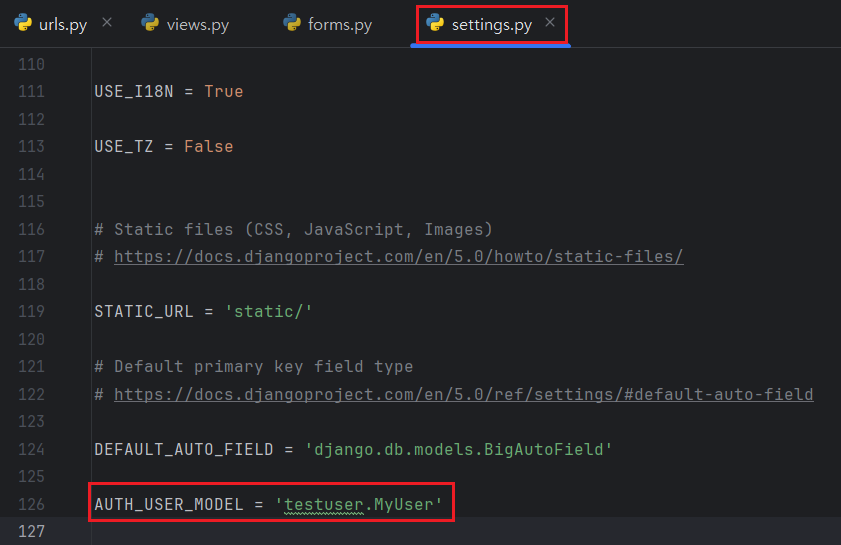 urls.py views.py forms.py settings.py
110
111 USE_I18N = True
112
113 USE_TZ = False
114
115
116 # Static files (CSS, JavaScript, Images)
117 # https://docs.djangoproject.com/en/5.0/howto/static-files/
118
119 STATIC_URL = 'static/'
120
121 # Default primary key field type
122 # https://docs.djangoproject.com/en/5.0/ref/settings/#default-auto-field
123
124 DEFAULT_AUTO_FIELD = 'django.db.models.BigAutoField'
125
126 AUTH_USER_MODEL = 'testuser.MyUser'
127